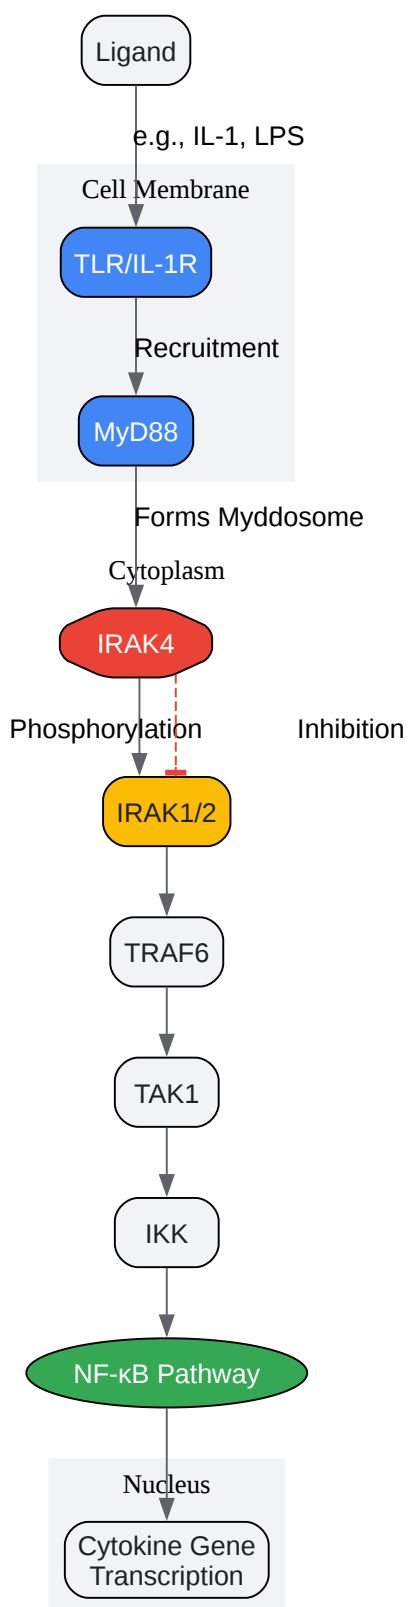 Ligand
e.g., IL-1, LPS
Cell Membrane
TLR/IL-1R
Recruitment
MyD88
Forms Myddosome
Cytoplasm
IRAK4
Phosphorylation
Inhibition
IRAK1/2
TRAF6
TAK1
IKK
NF-κB Pathway
Nucleus
Cytokine Gene
Transcription